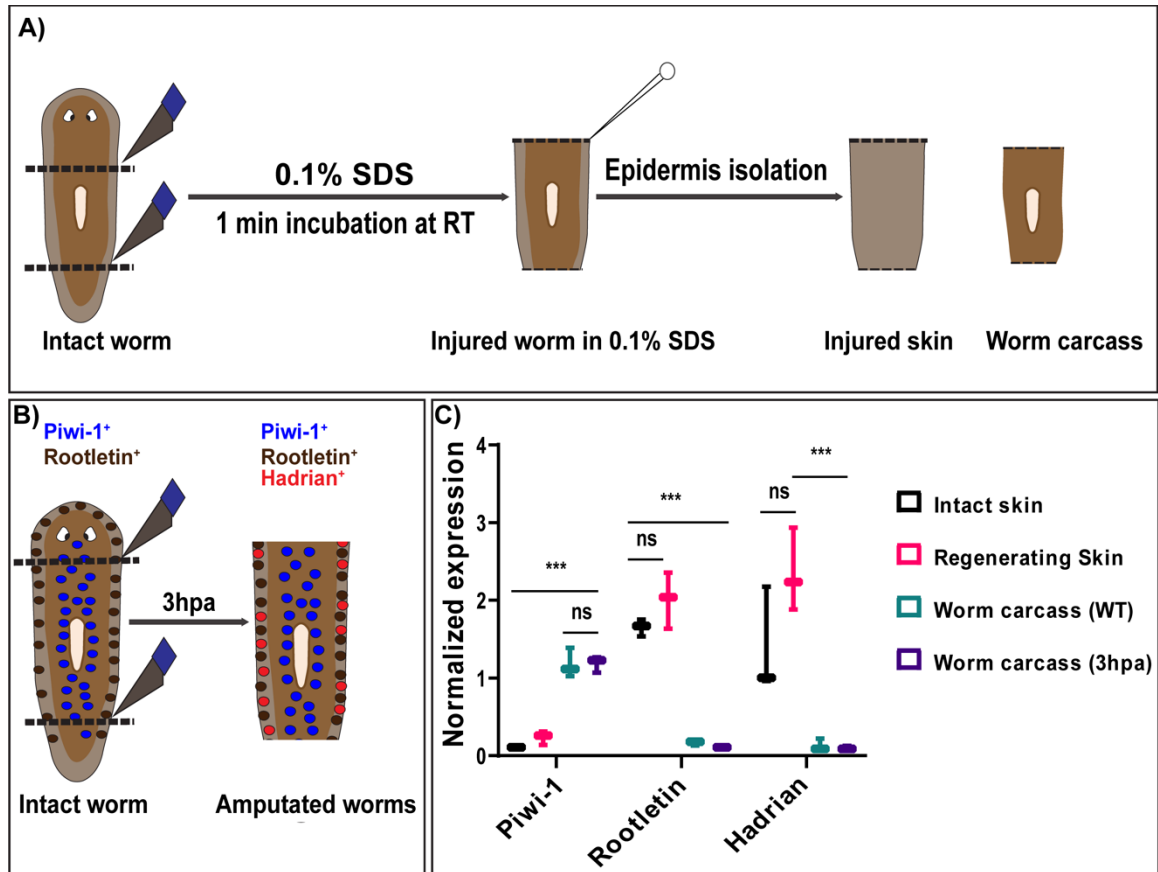 A)
0.1% SDS
1 min incubation at RT
Epidermis isolation
Intact worm
Injured worm in 0.1% SDS
Injured skin
Worm carcass
B)
Piwi-1⁺
Rootletin⁺
Piwi-1⁺
Rootletin⁺
Hadrian⁺
3hpa
Intact worm
Amputated worms
C)
Normalized expression
4
3
2
1
0
***
ns
***
ns
ns
***
Piwi-1
Rootletin
Hadrian
Intact skin
Regenerating Skin
Worm carcass (WT)
Worm carcass (3hpa)